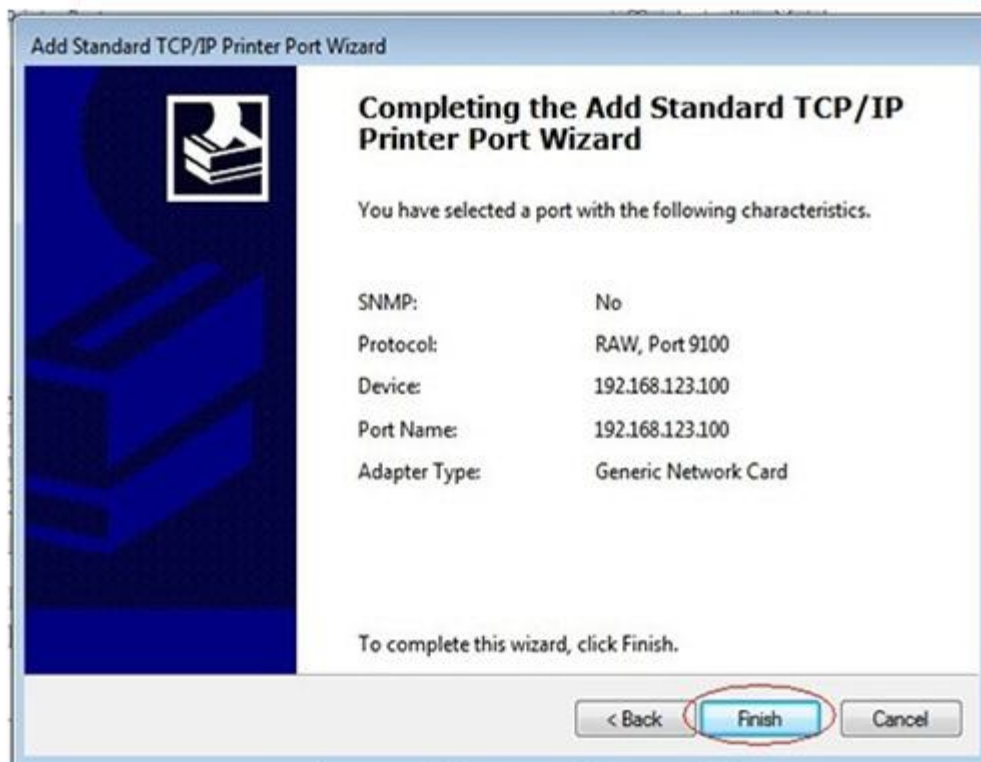 Add Standard TCP/IP Printer Port Wizard
Completing the Add Standard TCP/IP
Printer Port Wizard
You have selected a port with the following characteristics.
SNMP: No
Protocol: RAW, Port 9100
Device: 192.168.123.100
Port Name: 192.168.123.100
Adapter Type: Generic Network Card
To complete this wizard, click Finish.
< Back Finish Cancel